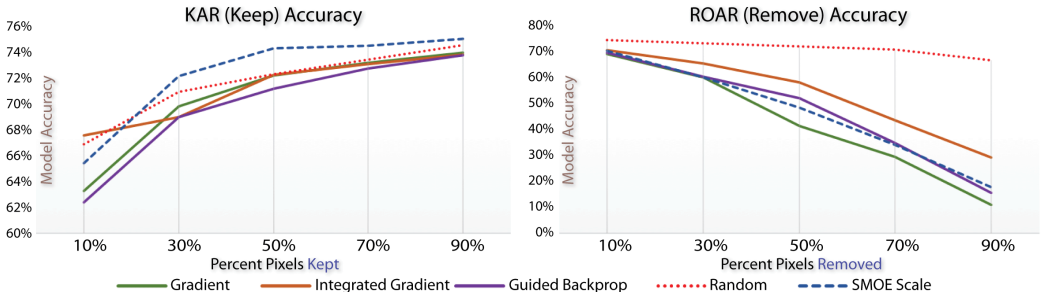 KAR (Keep) Accuracy
76%
74%
72%
70%
68%
66%
64%
62%
60%
Model Accuracy
10% 30% 50% 70% 90%
Percent Pixels Kept
ROAR (Remove) Accuracy
80%
70%
60%
50%
40%
30%
20%
10%
0%
Model Accuracy
10% 30% 50% 70% 90%
Percent Pixels Removed
Gradient Integrated Gradient Guided Backprop Random SMOE Scale